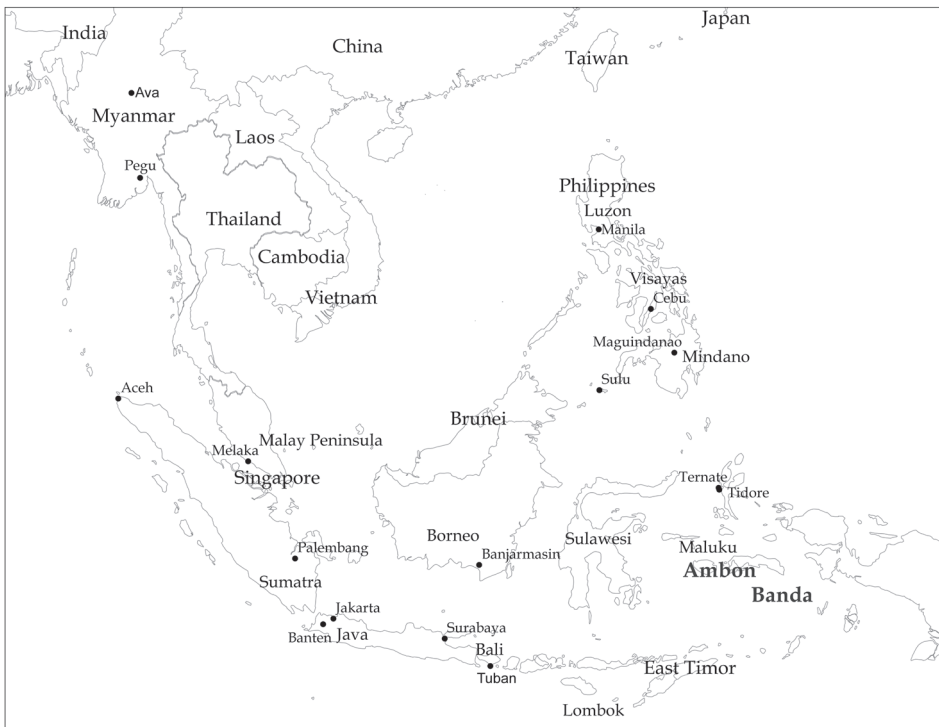 Japan
India
China
Taiwan
Ava
Myanmar
Laos
Pegu
Philippines
Thailand
Luzon
Manila
Cambodia
Visayas
Vietnam
Cebu
Maguindanao
Mindano
Aceh
Sulu
Brunei
Malay Peninsula
Melaka
Singapore
Ternate
Tidore
Borneo
Sulawesi
Palembang
Banjarmasin
Maluku
Ambon
Sumatra
Banda
Jakarta
Banten
Java
Surabaya
Bali
East Timor
Tuban
Lombok